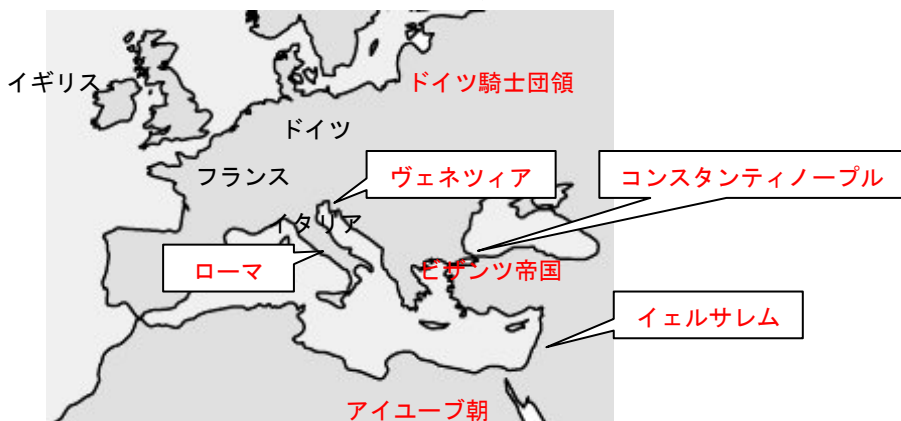 イギリス
ドイツ騎士団領
ドイツ
フランス
ヴェネツィア
コンスタンティノープル
イタリア
ローマ
ビザンツ帝国
イェルサレム
アイユーブ朝